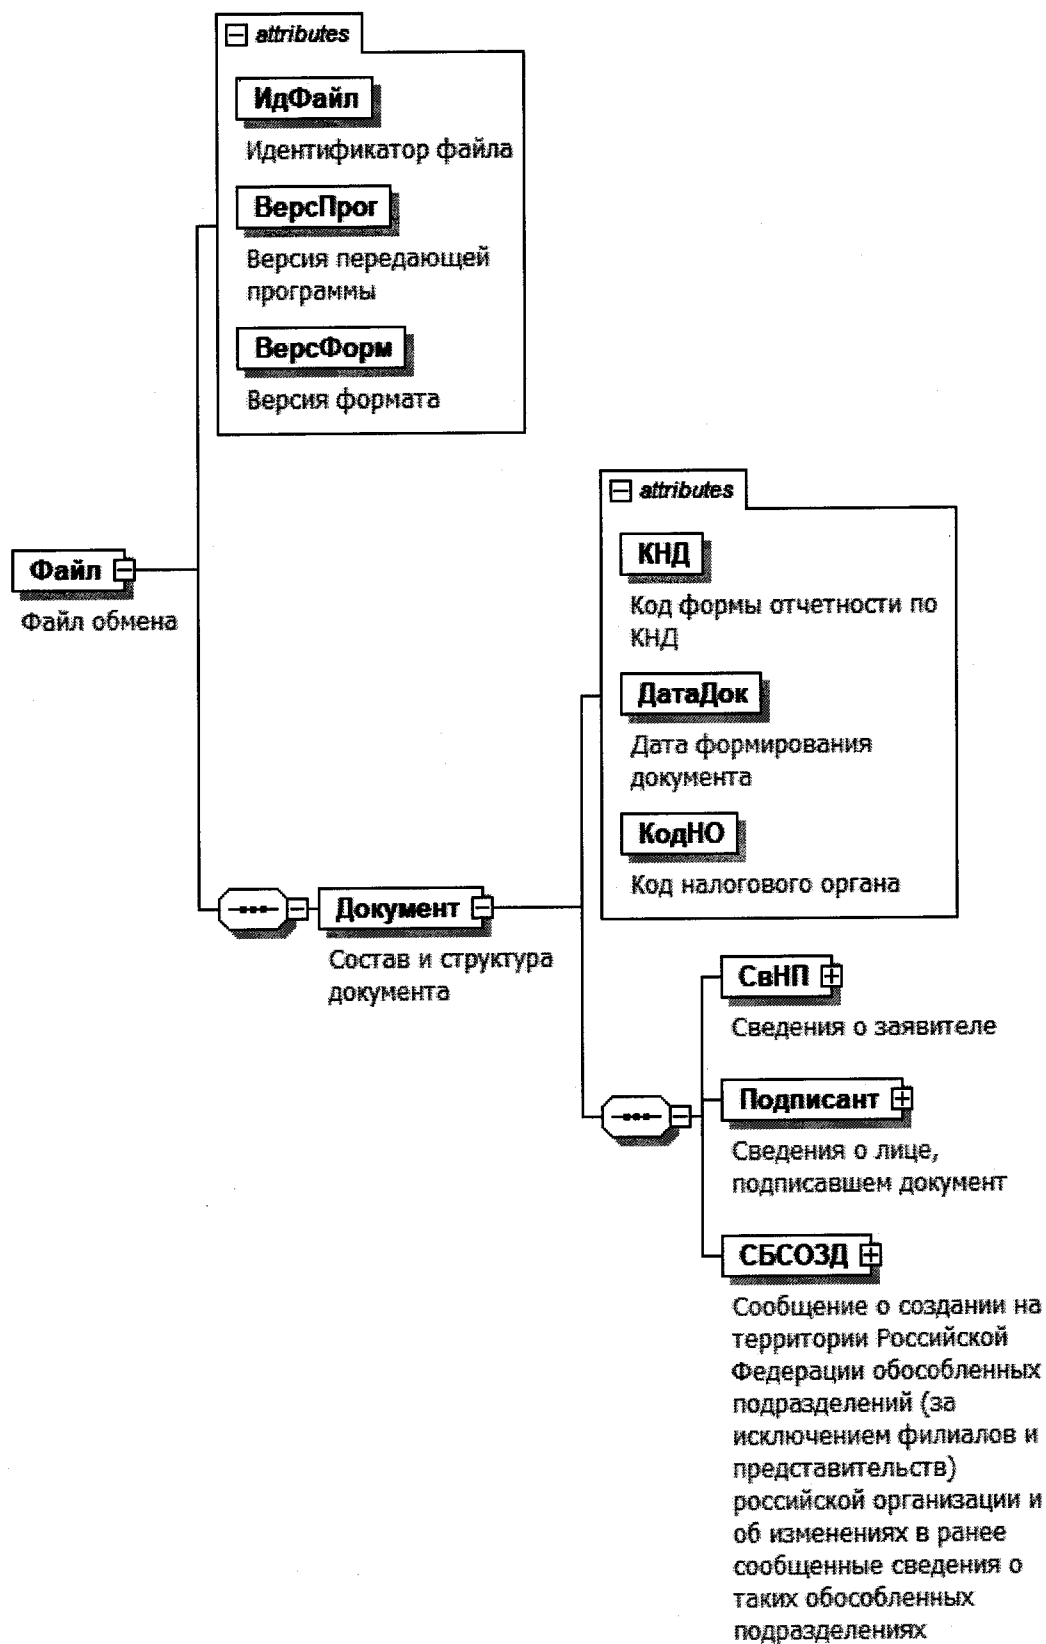 attributes
ИдФайл
Идентификатор файла
ВерсПрог
Версия передающей
программы
ВерсФорм
Версия формата
Файл
Файл обмена
attributes
КНД
Код формы отчетности по
КНД
ДатаДок
Дата формирования
документа
КодНО
Код налогового органа
Документ
Состав и структура
документа
СвНП
Сведения о заявителе
Подписант
Сведения о лице,
подписавшем документ
СБСОЗД
Сообщение о создании на
территории Российской
Федерации обособленных
подразделений (за
исключением филиалов и
представительств)
российской организации и
об изменениях в ранее
сообщенные сведения о
таких обособленных
подразделениях